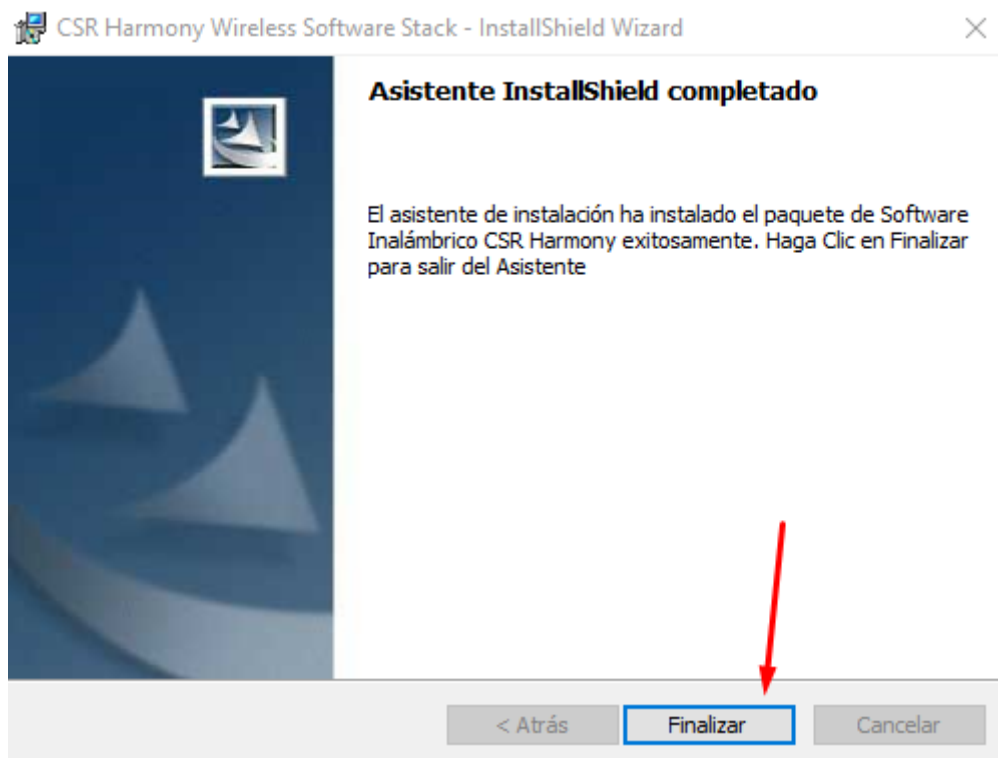 CSR Harmony Wireless Software Stack - InstallShield Wizard
Asistente InstallShield completado
El asistente de instalación ha instalado el paquete de Software
Inalámbrico CSR Harmony exitosamente. Haga Clic en Finalizar
para salir del Asistente
< Atrás
Finalizar
Cancelar